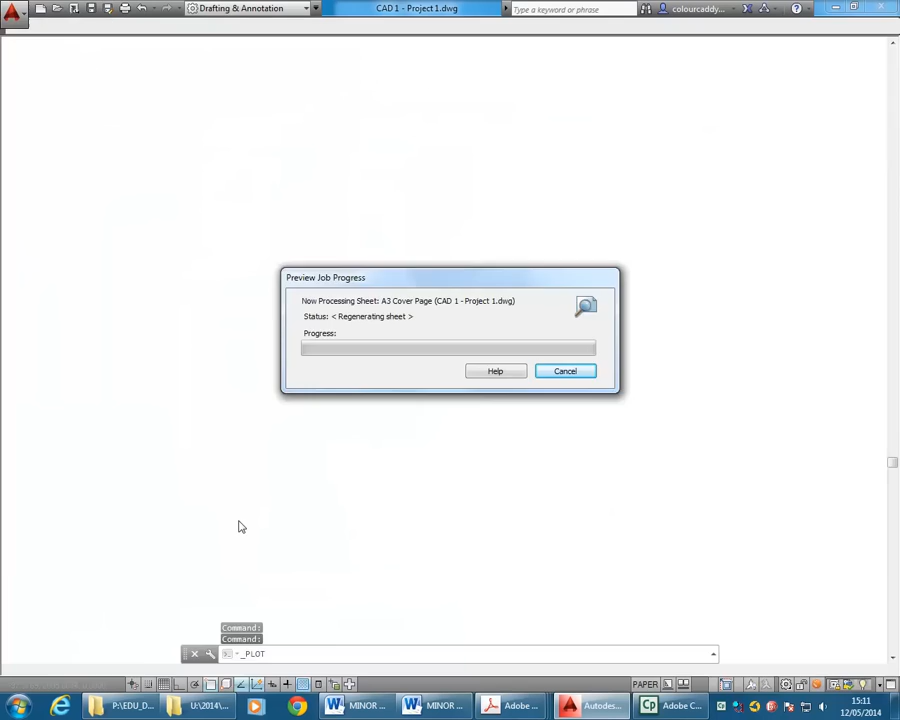 Drafting & Annotation
CAD 1 - Project 1.dwg
Type a keyword or phrase
colourcaddy...
?
Preview Job Progress
Now Processing Sheet: A3 Cover Page (CAD 1 - Project 1.dwg)
Status: < Regenerating sheet >
Progress:
Help Cancel
Command:
Command:
_PLOT
PAPER
P:\EDU_D... U:\2014\... MINOR ... MINOR ... Adobe ... Autodes... Adobe C...
15:11
12/05/2014